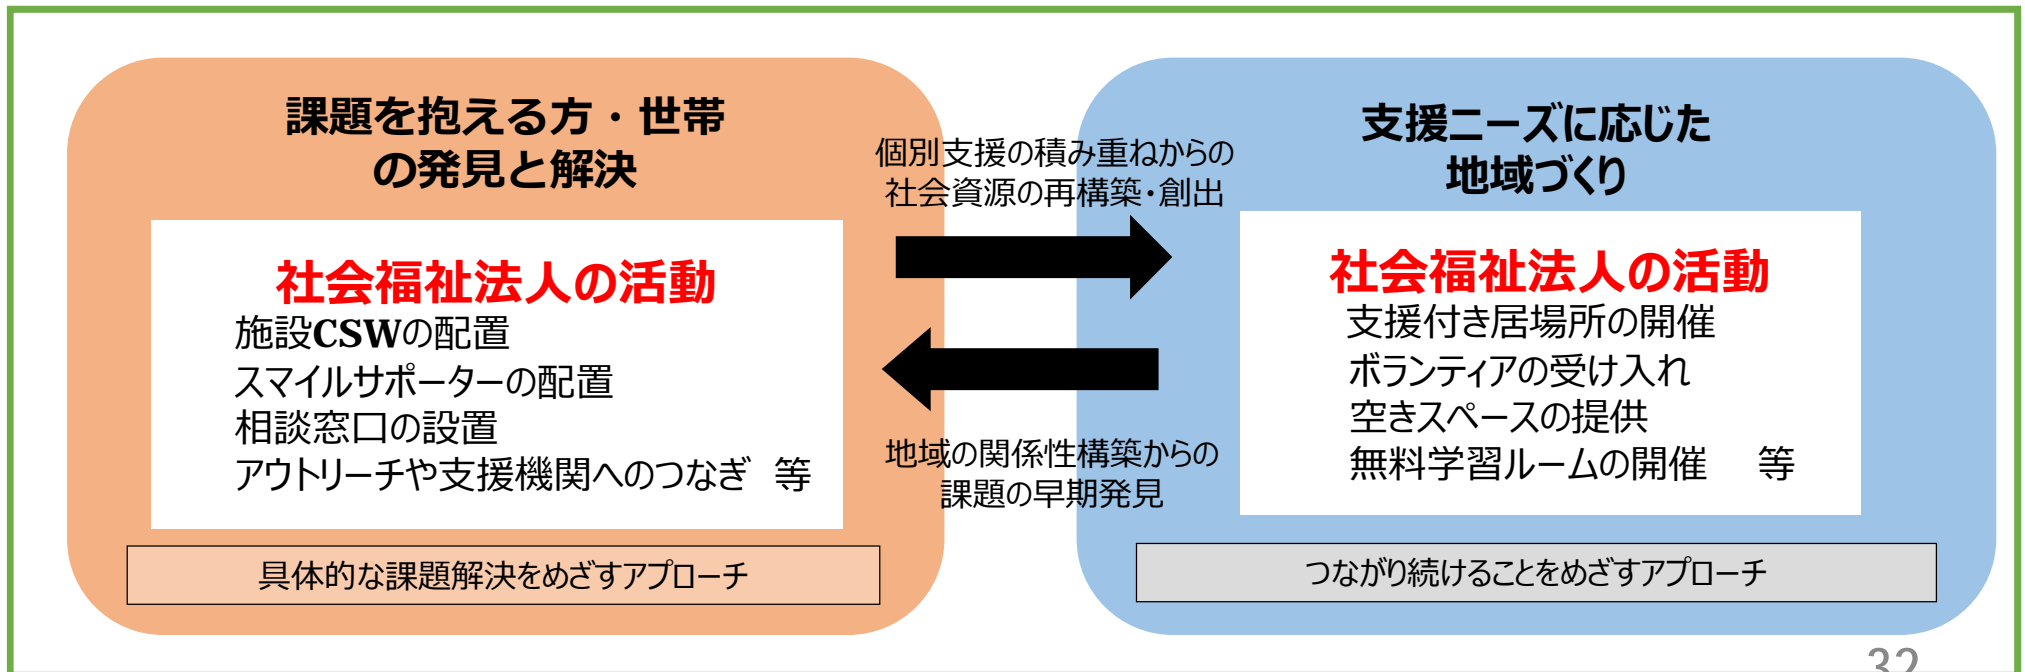 課題を抱える方・世帯
の発見と解決
社会福祉法人の活動
施設CSWの配置
スマイルサポーターの配置
相談窓口の設置
アウトリーチや支援機関へのつなぎ 等
具体的な課題解決をめざすアプローチ
個別支援の積み重ねからの
社会資源の再構築・創出
地域の関係性構築からの
課題の早期発見
支援ニーズに応じた
地域づくり
社会福祉法人の活動
支援付き居場所の開催
ボランティアの受け入れ
空きスペースの提供
無料学習ルームの開催 等
つながり続けることをめざすアプローチ
32